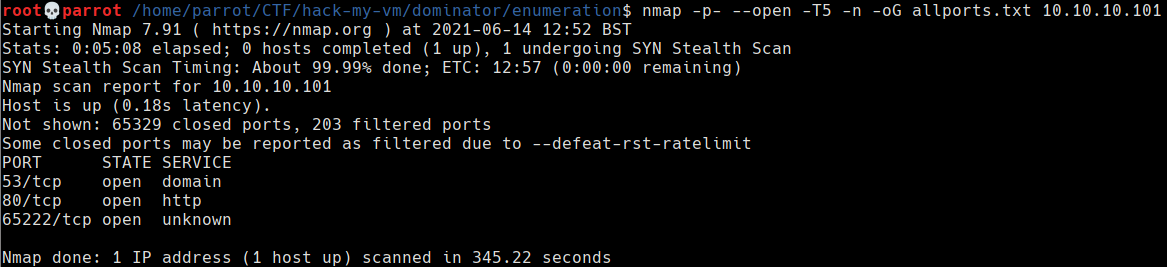 root💀parrot /home/parrot/CTF/hack-my-vm/dominator/enumeration$ nmap -p- --open -T5 -n -oG allports.txt 10.10.10.101
Starting Nmap 7.91 ( https://nmap.org ) at 2021-06-14 12:52 BST
Stats: 0:05:08 elapsed; 0 hosts completed (1 up), 1 undergoing SYN Stealth Scan
SYN Stealth Scan Timing: About 99.99% done; ETC: 12:57 (0:00:00 remaining)
Nmap scan report for 10.10.10.101
Host is up (0.18s latency).
Not shown: 65329 closed ports, 203 filtered ports
Some closed ports may be reported as filtered due to --defeat-rst-ratelimit
PORT      STATE SERVICE
53/tcp    open  domain
80/tcp    open  http
65222/tcp open  unknown
Nmap done: 1 IP address (1 host up) scanned in 345.22 seconds